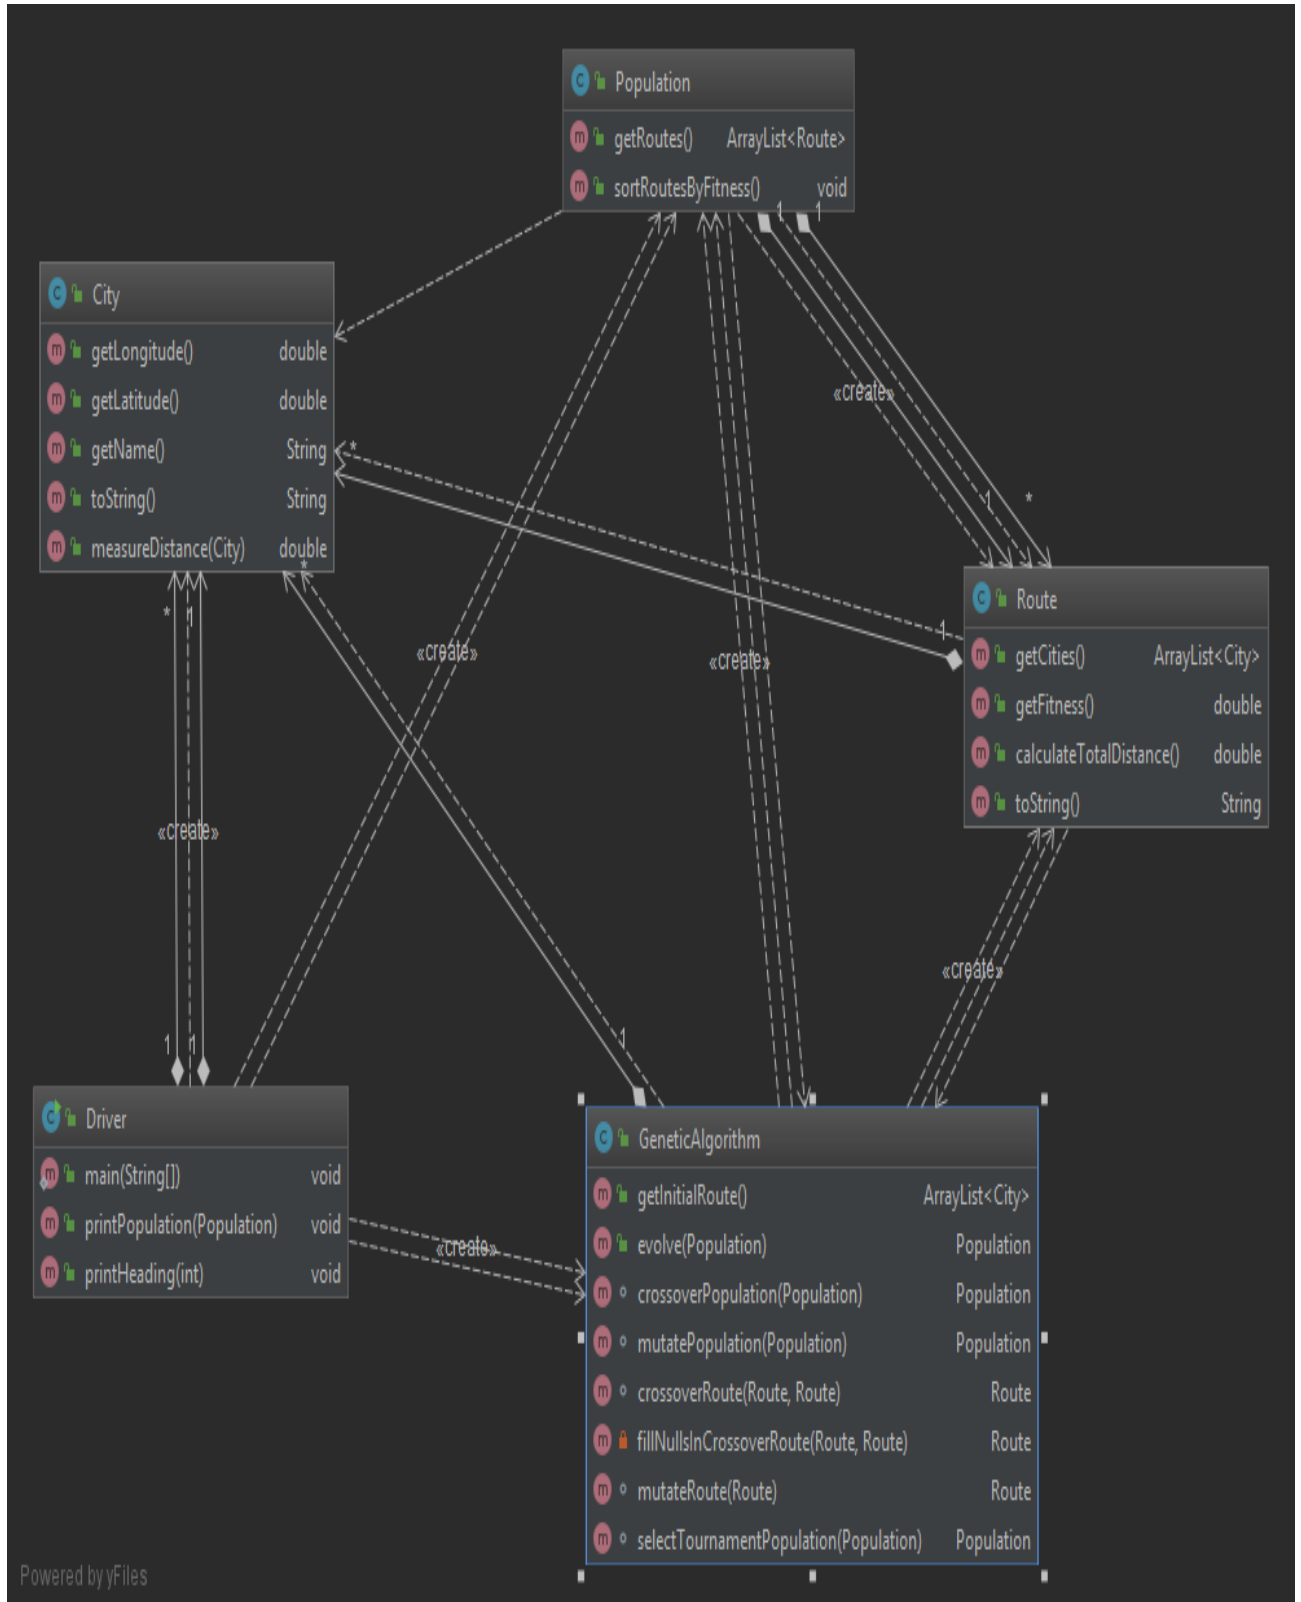 Population
getRoutes() ArrayList<Route>
sortRoutesByFitness() void
1 1
City
getLongitude() double
getLatitude() double
getName() String
toString() String
measureDistance(City) double
«create»
1 *
*
*
* 1
«create»
«create»
1
Route
getCities() ArrayList<City>
getFitness() double
calculateTotalDistance() double
toString() String
«create»
«create»
1 1
1
Driver
main(String[]) void
printPopulation(Population) void
printHeading(int) void
«create»
GeneticAlgorithm
getInitialRoute() ArrayList<City>
evolve(Population) Population
crossoverPopulation(Population) Population
mutatePopulation(Population) Population
crossoverRoute(Route, Route) Route
fillNullsInCrossoverRoute(Route, Route) Route
mutateRoute(Route) Route
selectTournamentPopulation(Population) Population
Powered by yFiles